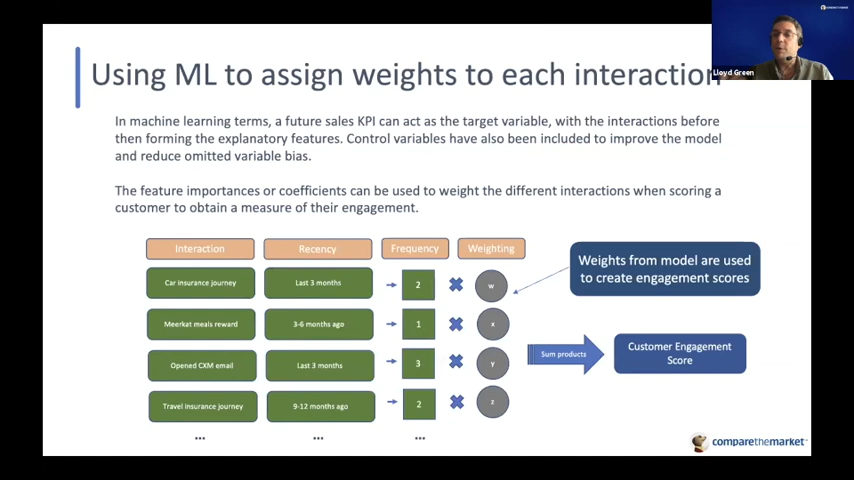 comparethemarket
Lloyd Green
Using ML to assign weights to each interaction
In machine learning terms, a future sales KPI can act as the target variable, with the interactions before
then forming the explanatory features. Control variables have also been included to improve the model
and reduce omitted variable bias.
The feature importances or coefficients can be used to weight the different interactions when scoring a
customer to obtain a measure of their engagement.
Interaction Recency Frequency Weighting
Car insurance journey Last 3 months 2 w
Meerkat meals reward 3-6 months ago 1 x
Opened CXM email Last 3 months 3 y
Travel insurance journey 9-12 months ago 2 z
... ... ...
Weights from model are used
to create engagement scores
Sum products
Customer Engagement
Score
comparethemarket™